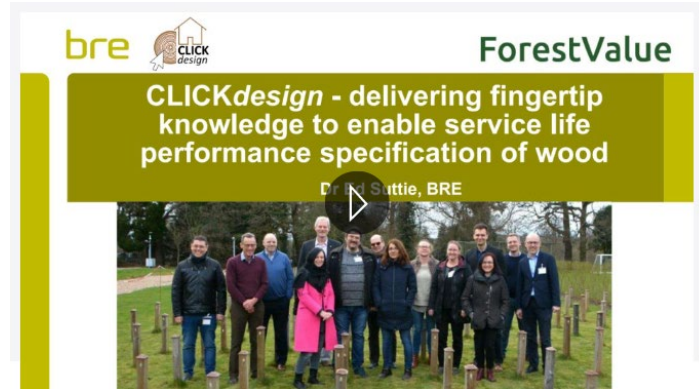 bre
CLICK
design
ForestValue
CLICKdesign - delivering fingertip
knowledge to enable service life
performance specification of wood
Dr Ed Suttie, BRE